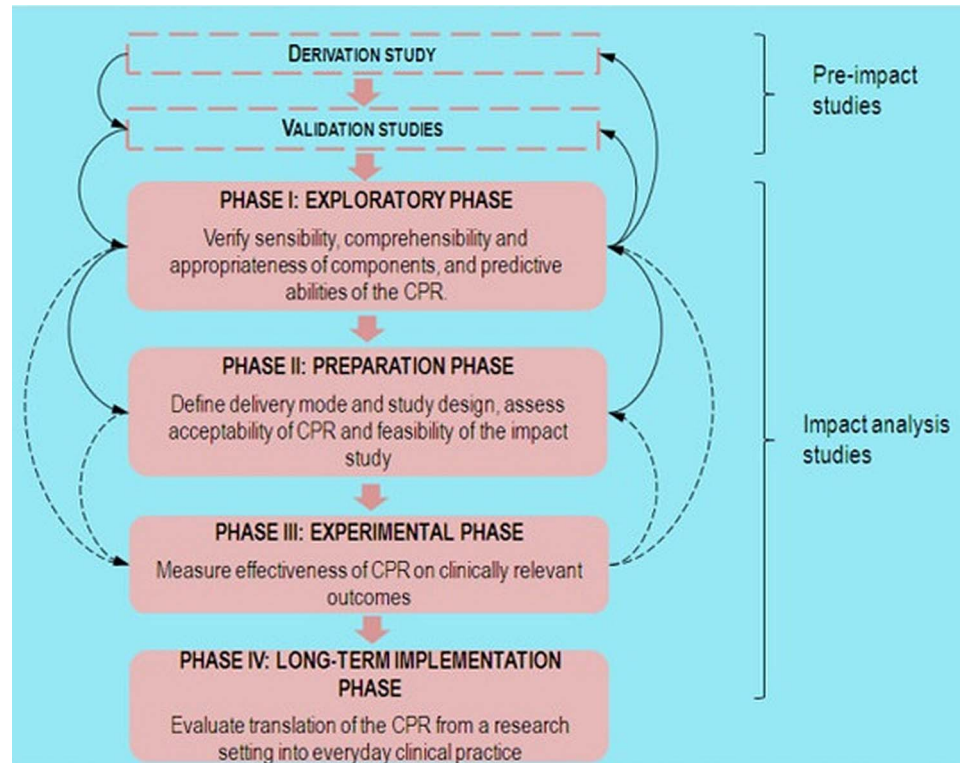 DERIVATION STUDY
Pre-impact
studies
VALIDATION STUDIES
PHASE I: EXPLORATORY PHASE
Verify sensibility, comprehensibility and
appropriateness of components, and predictive
abilities of the CPR.
PHASE II: PREPARATION PHASE
Define delivery mode and study design, assess
acceptability of CPR and feasibility of the impact
study
Impact analysis
studies
PHASE III: EXPERIMENTAL PHASE
Measure effectiveness of CPR on clinically relevant
outcomes
PHASE IV: LONG-TERM IMPLEMENTATION
PHASE
Evaluate translation of the CPR from a research
setting into everyday clinical practice